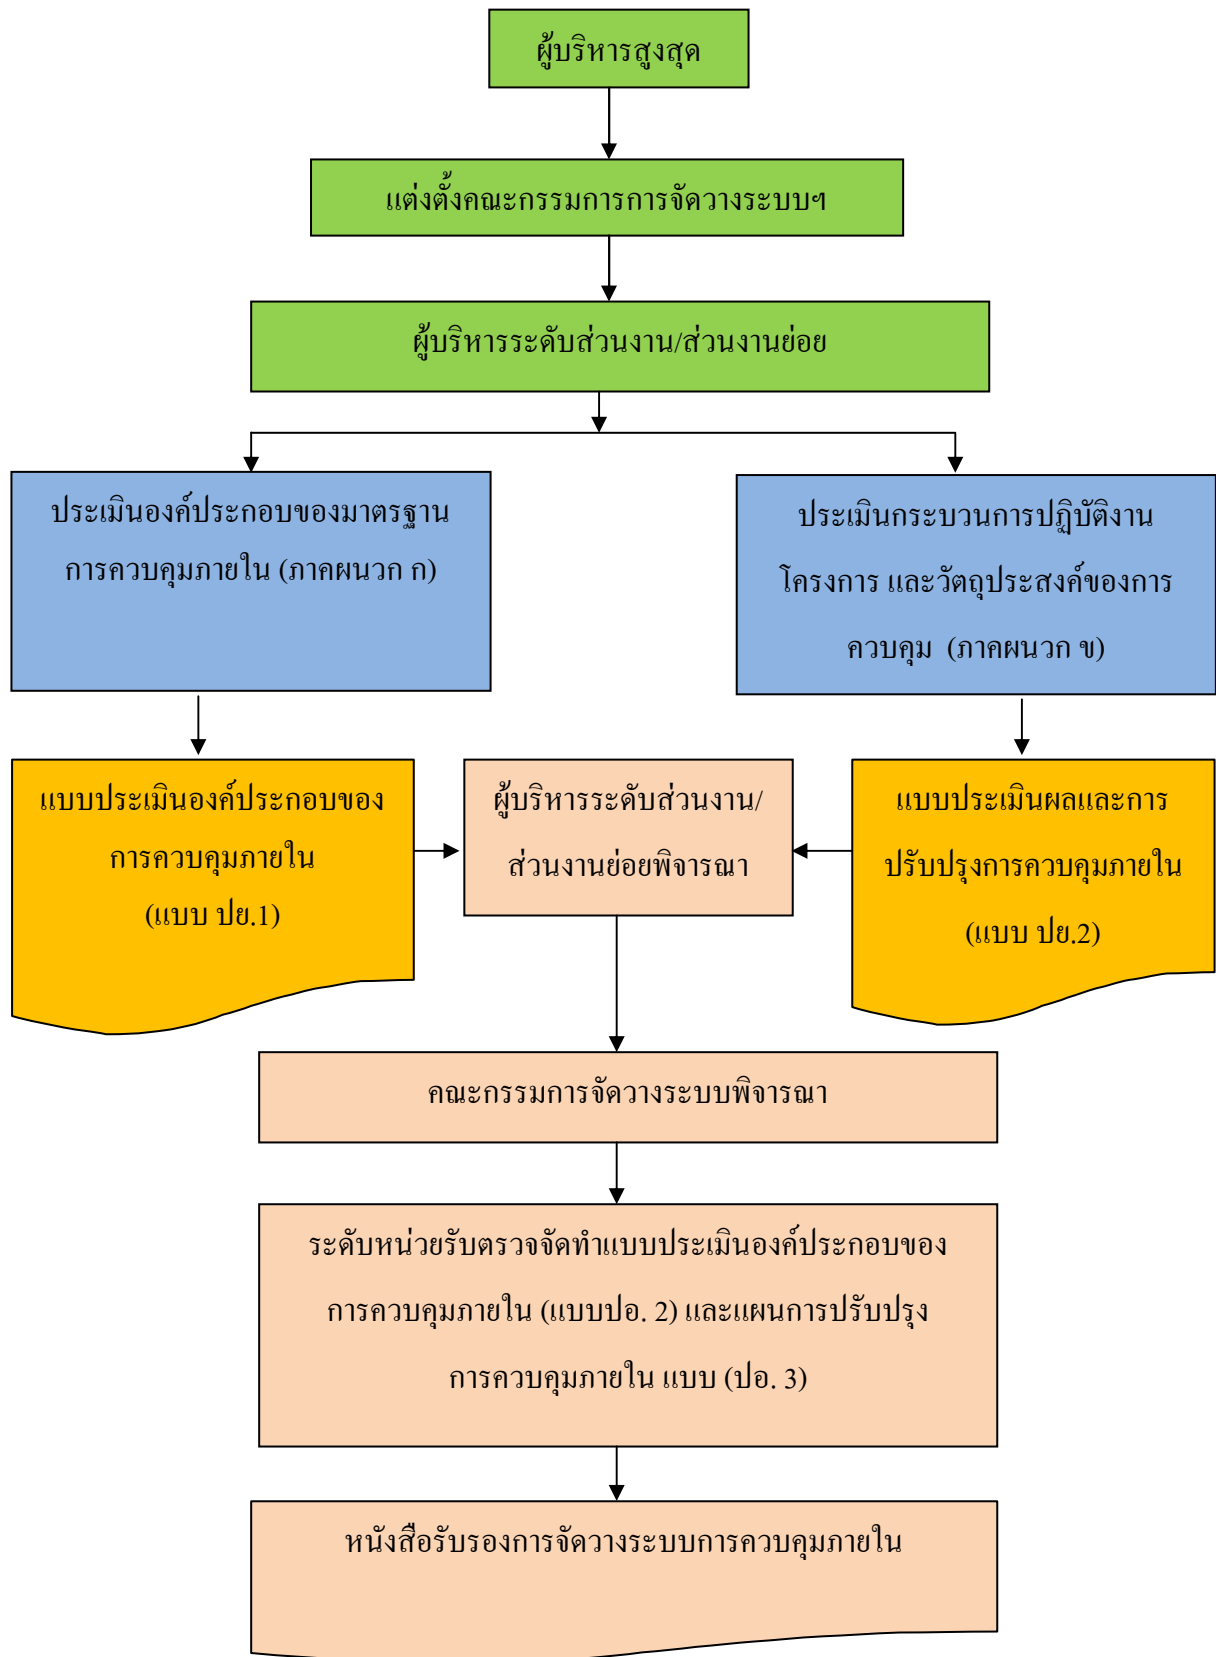 ผู้บริหารสูงสุด
แต่งตั้งคณะกรรมการการจัดวางระบบฯ
ผู้บริหารระดับส่วนงาน/ส่วนงานย่อย
ประเมินองค์ประกอบของมาตรฐาน
การควบคุมภายใน (ภาคผนวก ก)
ประเมินกระบวนการปฏิบัติงาน
โครงการ และวัตถุประสงค์ของการ
ควบคุม (ภาคผนวก ข)
แบบประเมินองค์ประกอบของ
การควบคุมภายใน
(แบบ ปย.1)
ผู้บริหารระดับส่วนงาน/
ส่วนงานย่อยพิจารณา
แบบประเมินผลและการ
ปรับปรุงการควบคุมภายใน
(แบบ ปย.2)
คณะกรรมการจัดวางระบบพิจารณา
ระดับหน่วยรับตรวจจัดทำแบบประเมินองค์ประกอบของ
การควบคุมภายใน (แบบปอ. 2) และแผนการปรับปรุง
การควบคุมภายใน แบบ (ปอ. 3)
หนังสือรับรองการจัดวางระบบการควบคุมภายใน